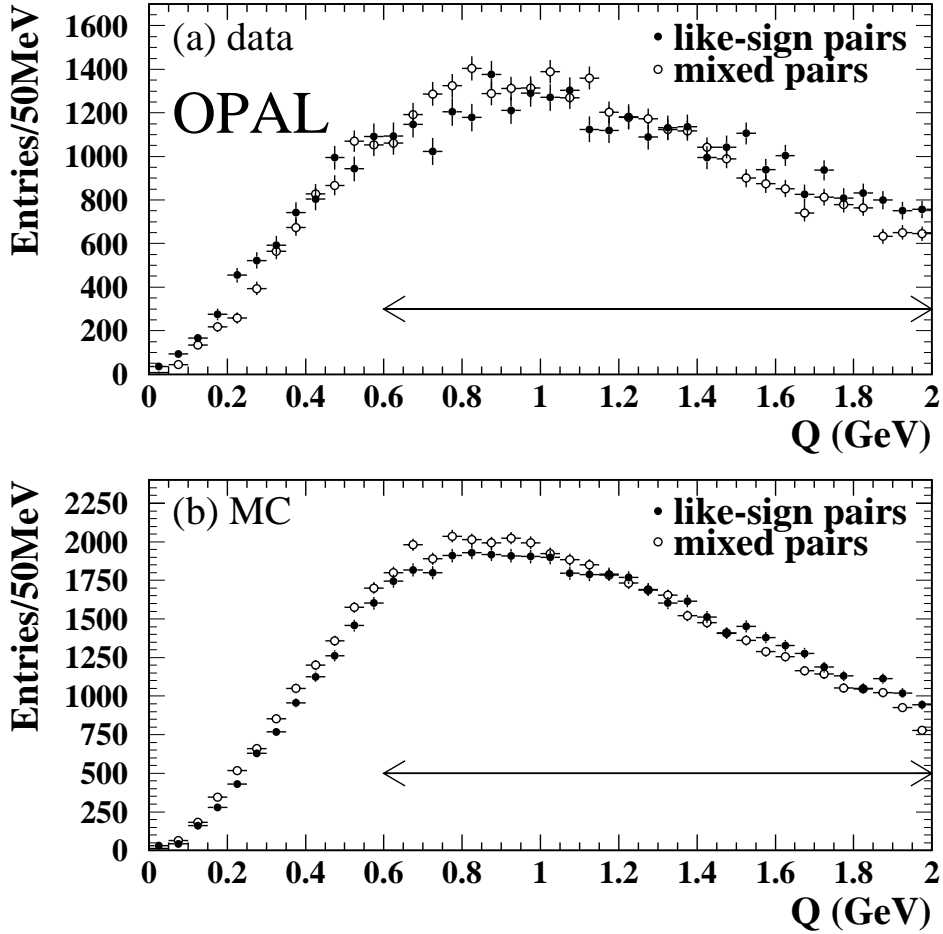 (a) data
like-sign pairs
mixed pairs
OPAL
Entries/50MeV
1600
1400
1200
1000
800
600
400
200
0
0 0.2 0.4 0.6 0.8 1 1.2 1.4 1.6 1.8 2
Q (GeV)
(b) MC
like-sign pairs
mixed pairs
Entries/50MeV
2250
2000
1750
1500
1250
1000
750
500
250
0
0 0.2 0.4 0.6 0.8 1 1.2 1.4 1.6 1.8 2
Q (GeV)